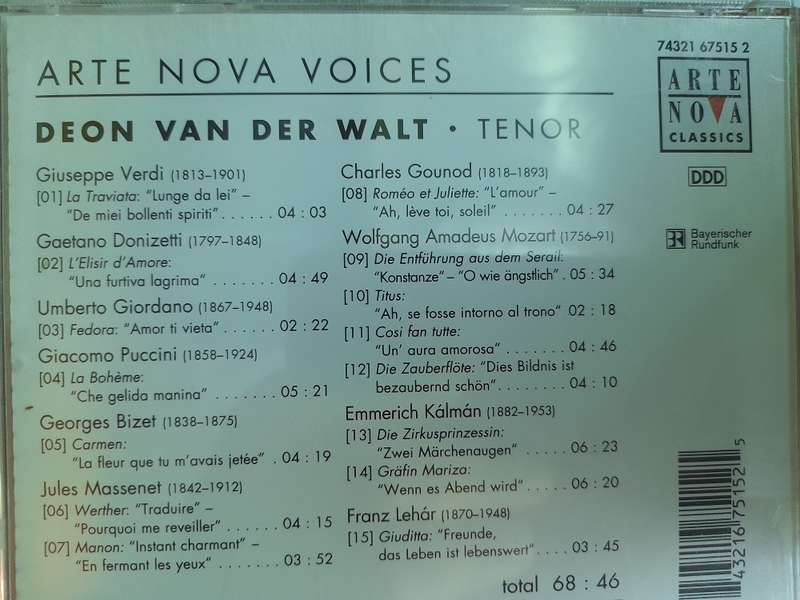 ARTE NOVA VOICES
DEON VAN DER WALT • TENOR
Giuseppe Verdi (1813–1901)
[01] La Traviata: “Lunge da lei” –
“De miei bollenti spiriti” . . . . . . 04 : 03
Gaetano Donizetti (1797–1848)
[02] L’Elisir d’Amore:
“Una furtiva lagrima” . . . . . . . 04 : 49
Umberto Giordano (1867–1948)
[03] Fedora: “Amor ti vieta” . . . . . . 02 : 22
Giacomo Puccini (1858–1924)
[04] La Bohème:
“Che gelida manina” . . . . . . . 05 : 21
Georges Bizet (1838–1875)
[05] Carmen:
“La fleur que tu m’avais jetée” . 04 : 19
Jules Massenet (1842–1912)
[06] Werther: “Traduire” –
“Pourquoi me reveiller” . . . . . . 04 : 15
[07] Manon: “Instant charmant” –
“En fermant les yeux” . . . . . . . 03 : 52
Charles Gounod (1818–1893)
[08] Roméo et Juliette: “L’amour” –
“Ah, lève toi, soleil” . . . . . . . 04 : 27
Wolfgang Amadeus Mozart (1756–91)
[09] Die Entführung aus dem Serail:
“Konstanze” – “O wie ängstlich” . 05 : 34
[10] Titus:
“Ah, se fosse intorno al trono” 02 : 18
[11] Cosi fan tutte:
“Un’ aura amorosa” . . . . . . . 04 : 46
[12] Die Zauberflöte: “Dies Bildnis ist
bezaubernd schön” . . . . . . . . 04 : 10
Emmerich Kálmán (1882–1953)
[13] Die Zirkusprinzessin:
“Zwei Märchenaugen” . . . . . 06 : 23
[14] Gräfin Mariza:
“Wenn es Abend wird” . . . . . 06 : 20
Franz Lehár (1870–1948)
[15] Giuditta: “Freunde,
das Leben ist lebenswert” . . . . 03 : 45
total 68 : 46
74321 67515 2
ARTE
NOVA
CLASSICS
DDD
BR Bayerischer
Rundfunk
43216 75152 5